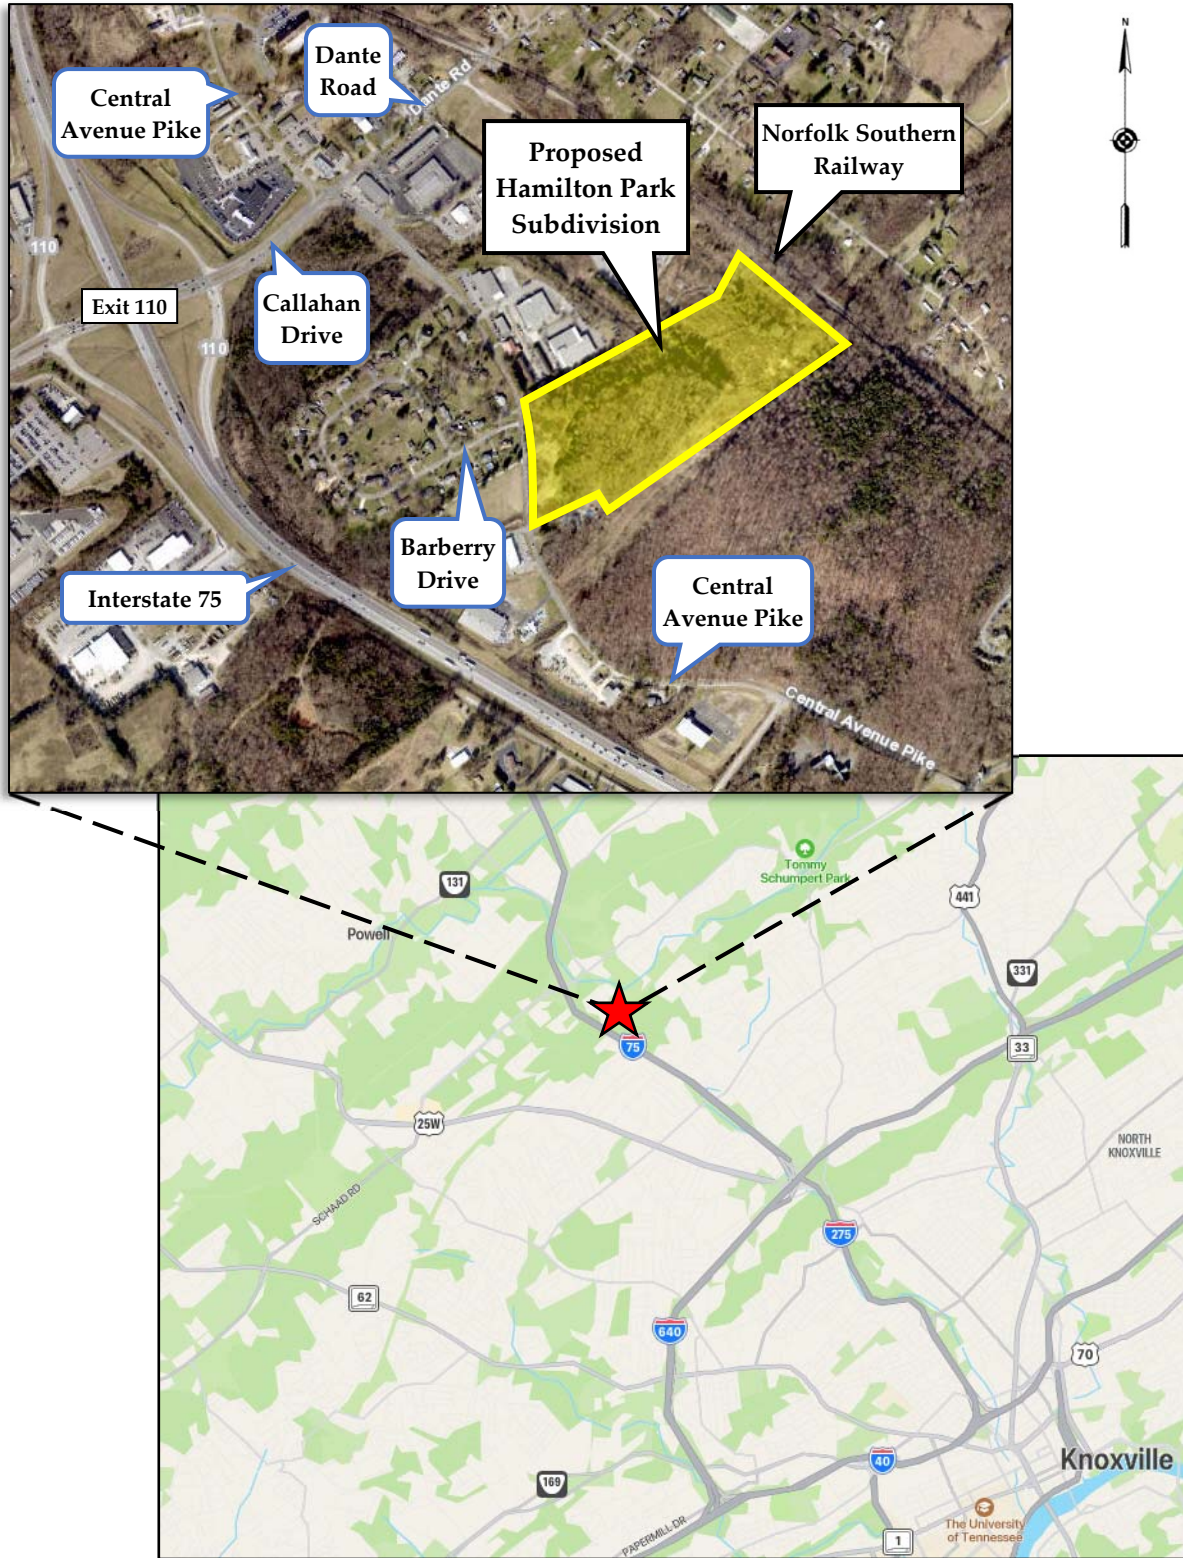 N
Dante
Road
Central
Avenue Pike
Dante Rd
Proposed
Hamilton Park
Subdivision
Norfolk Southern
Railway
110
Exit 110
Callahan
Drive
110
Barberry
Drive
Interstate 75
Central
Avenue Pike
Central Avenue Pike
Tommy
Schumpert Park
131
441
Powell
331
75
33
25W
NORTH
KNOXVILLE
SCHAAD RD
275
62
640
70
40
Knoxville
169
PAPERMILL DR
The University
of Tennessee
1